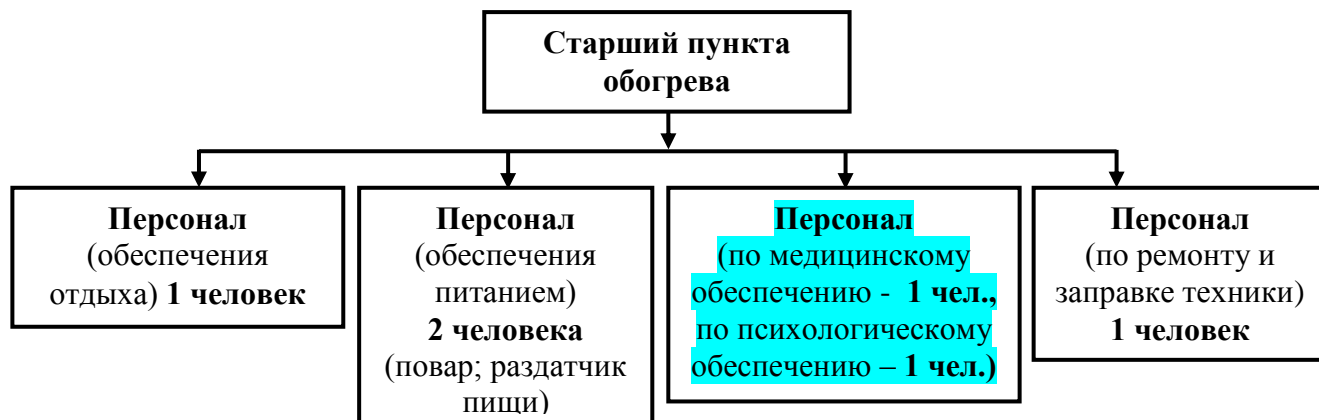 Старший пункта
обогрева
Персонал
(обеспечения
отдыха) 1 человек
Персонал
(обеспечения
питанием)
2 человека
(повар; раздатчик
пищи)
Персонал
(по медицинскому
обеспечению - 1 чел.,
по психологическому
обеспечению – 1 чел.)
Персонал
(по ремонту и
заправке техники)
1 человек